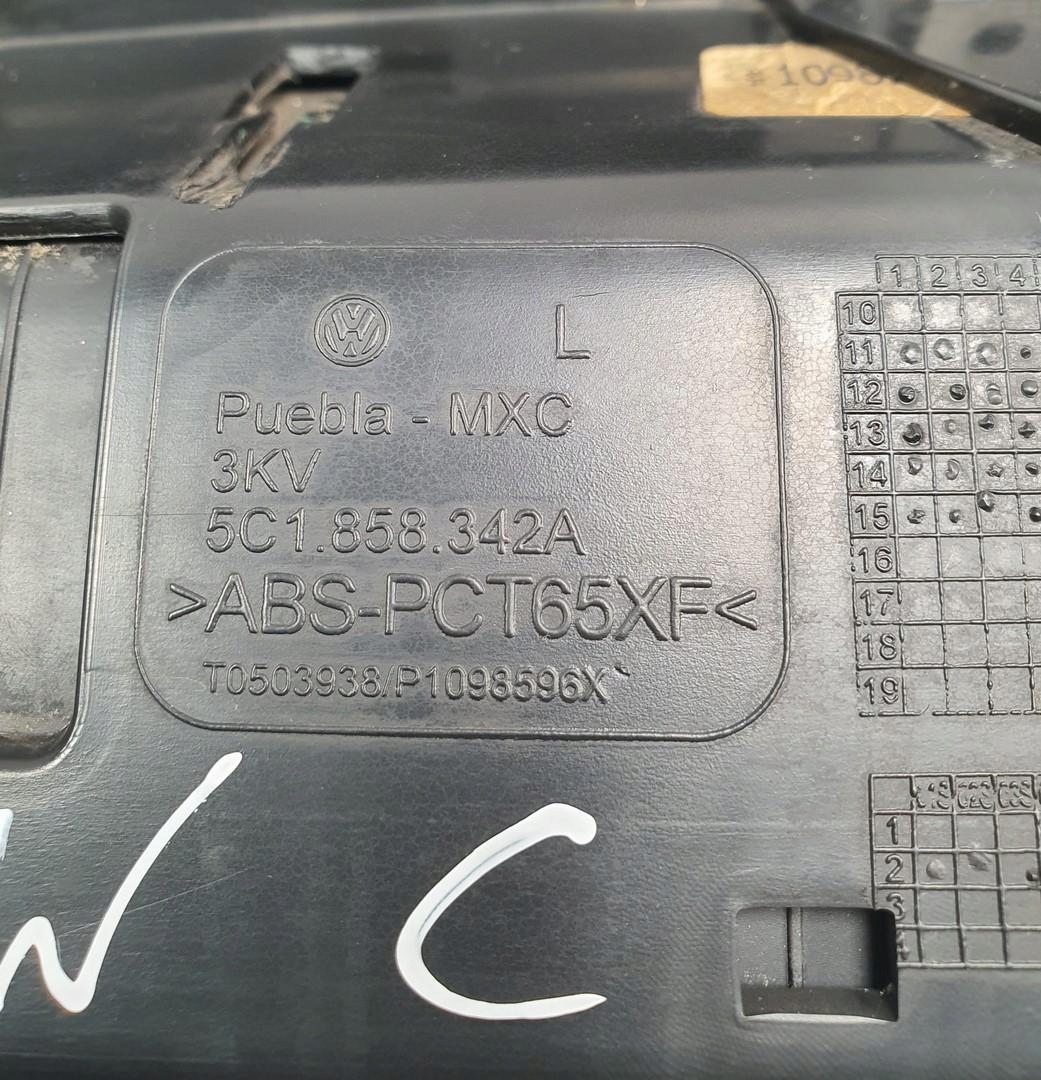 L
Puebla - MXC
3KV
5C1.858.342A
>ABS-PCT65XF<
T0503938/P1098596X
1 2 3 4
10
11
12
13
14
15
16
17
18
19
1
2
3
4
W C